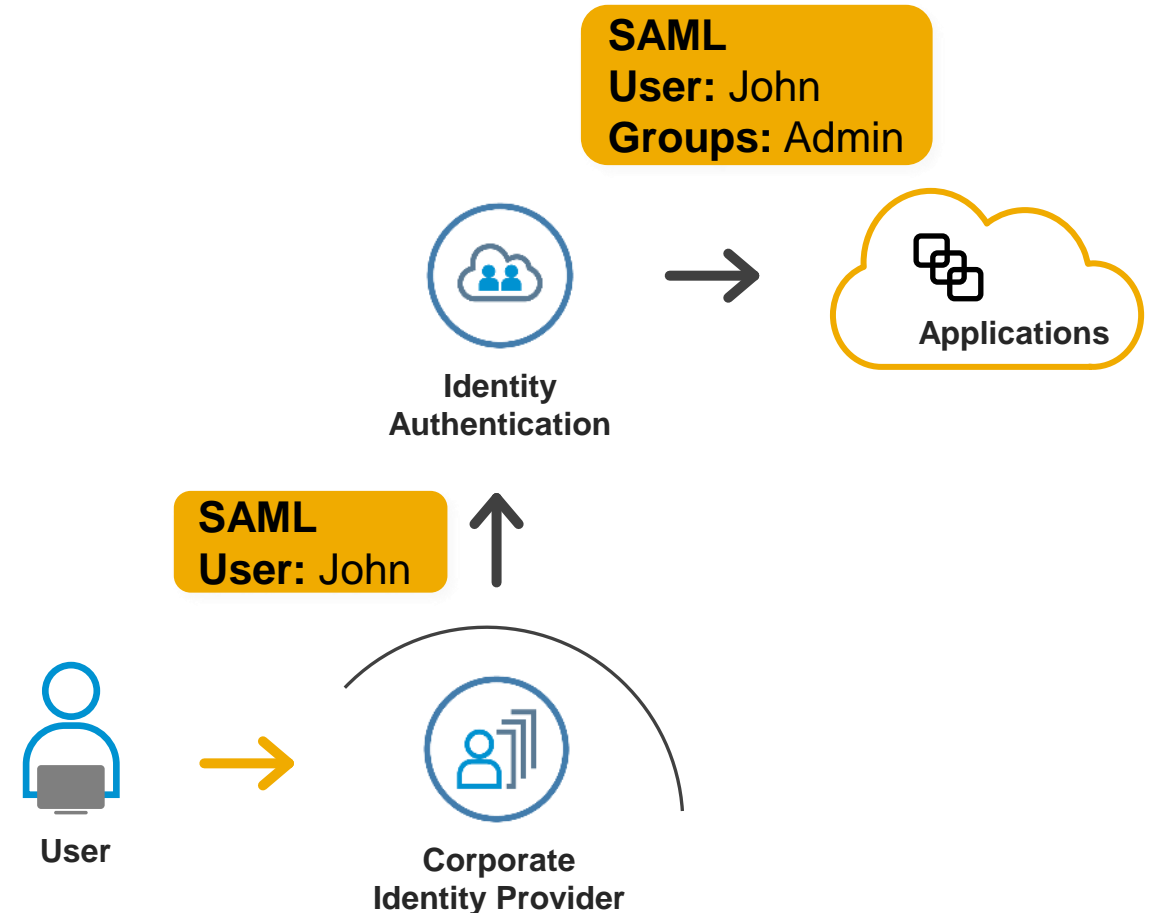 SAML
User: John
Groups: Admin
Applications
Identity
Authentication
SAML
User: John
User
Corporate
Identity Provider